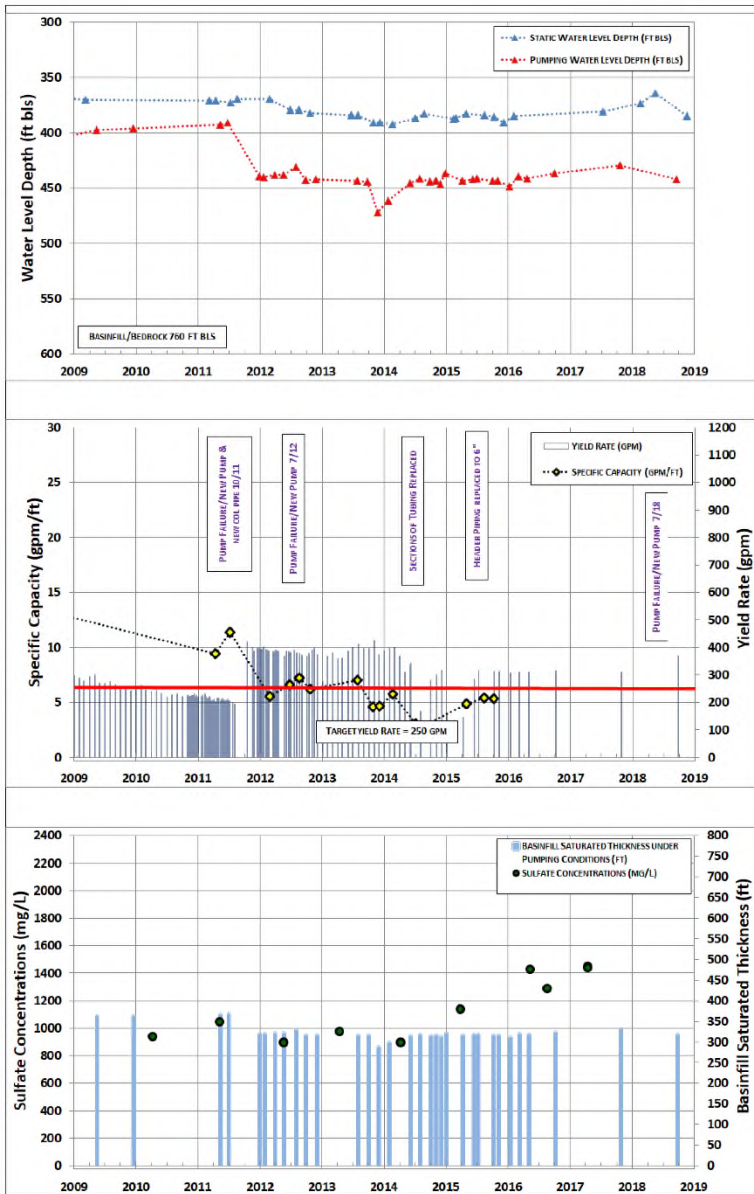 300
350
400
450
500
550
600
Water Level Depth (ft bls)
STATIC WATER LEVEL DEPTH (FT BLS)
PUMPING WATER LEVEL DEPTH (FT BLS)
BASINFILL/BEDROCK 760 FT BLS
2009 2010 2011 2012 2013 2014 2015 2016 2017 2018 2019
30
25
20
15
10
5
0
Specific Capacity (gpm/ft)
PUMP FAILURE/NEW PUMP &
NEW COL PIPE 10/11
PUMP FAILURE/NEW PUMP 7/12
SECTIONS OF TUBING REPLACED
HEADER PIPING REPLACED TO 6"
PUMP FAILURE/NEW PUMP 7/18
YIELD RATE (GPM)
SPECIFIC CAPACITY (GPM/FT)
TARGET YIELD RATE = 250 GPM
1200
1100
1000
900
800
700
600
500
400
300
200
100
0
Yield Rate (gpm)
2009 2010 2011 2012 2013 2014 2015 2016 2017 2018 2019
2400
2200
2000
1800
1600
1400
1200
1000
800
600
400
200
0
Sulfate Concentrations (mg/L)
BASINFILL SATURATED THICKNESS UNDER
PUMPING CONDITIONS (FT)
SULFATE CONCENTRATIONS (MG/L)
800
750
700
650
600
550
500
450
400
350
300
250
200
150
100
50
0
Basinfill Saturated Thickness (ft)
2009 2010 2011 2012 2013 2014 2015 2016 2017 2018 2019